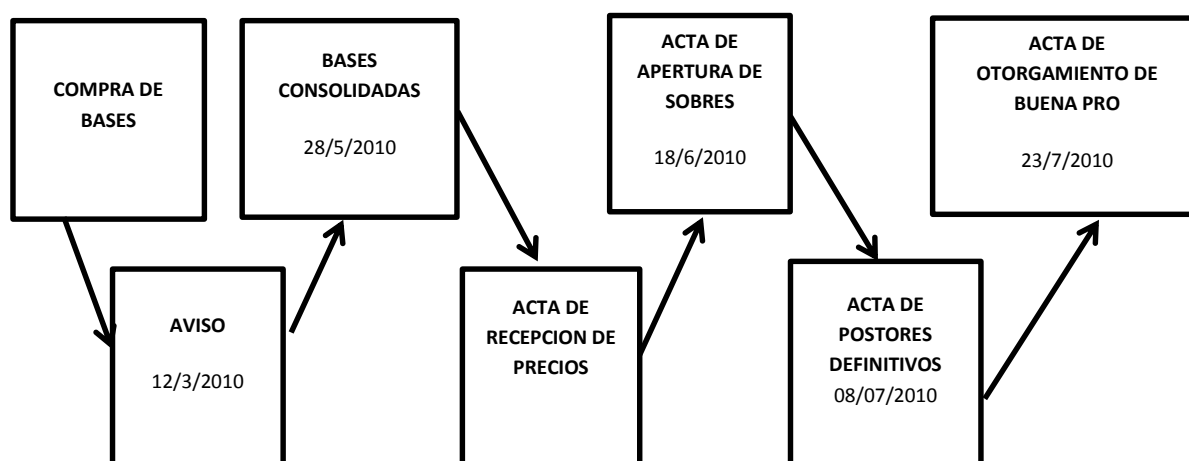 COMPRA DE
BASES
AVISO
12/3/2010
BASES
CONSOLIDADAS
28/5/2010
ACTA DE
RECEPCION DE
PRECIOS
ACTA DE
APERTURA DE
SOBRES
18/6/2010
ACTA DE
POSTORES
DEFINITIVOS
08/07/2010
ACTA DE
OTORGAMIENTO DE
BUENA PRO
23/7/2010